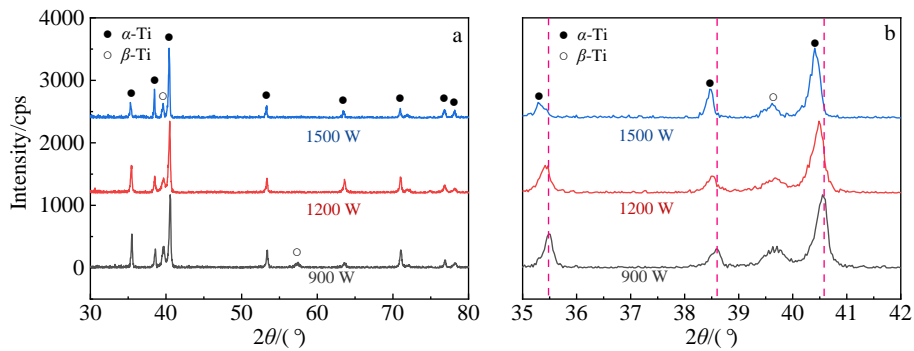 4000
3000
2000
1000
0
Intensity/cps
α-Ti
β-Ti
a
1500 W
1200 W
900 W
30 40 50 60 70 80
2θ/(°)
α-Ti
β-Ti
b
1500 W
1200 W
900 W
35 36 37 38 39 40 41 42
2θ/(°)